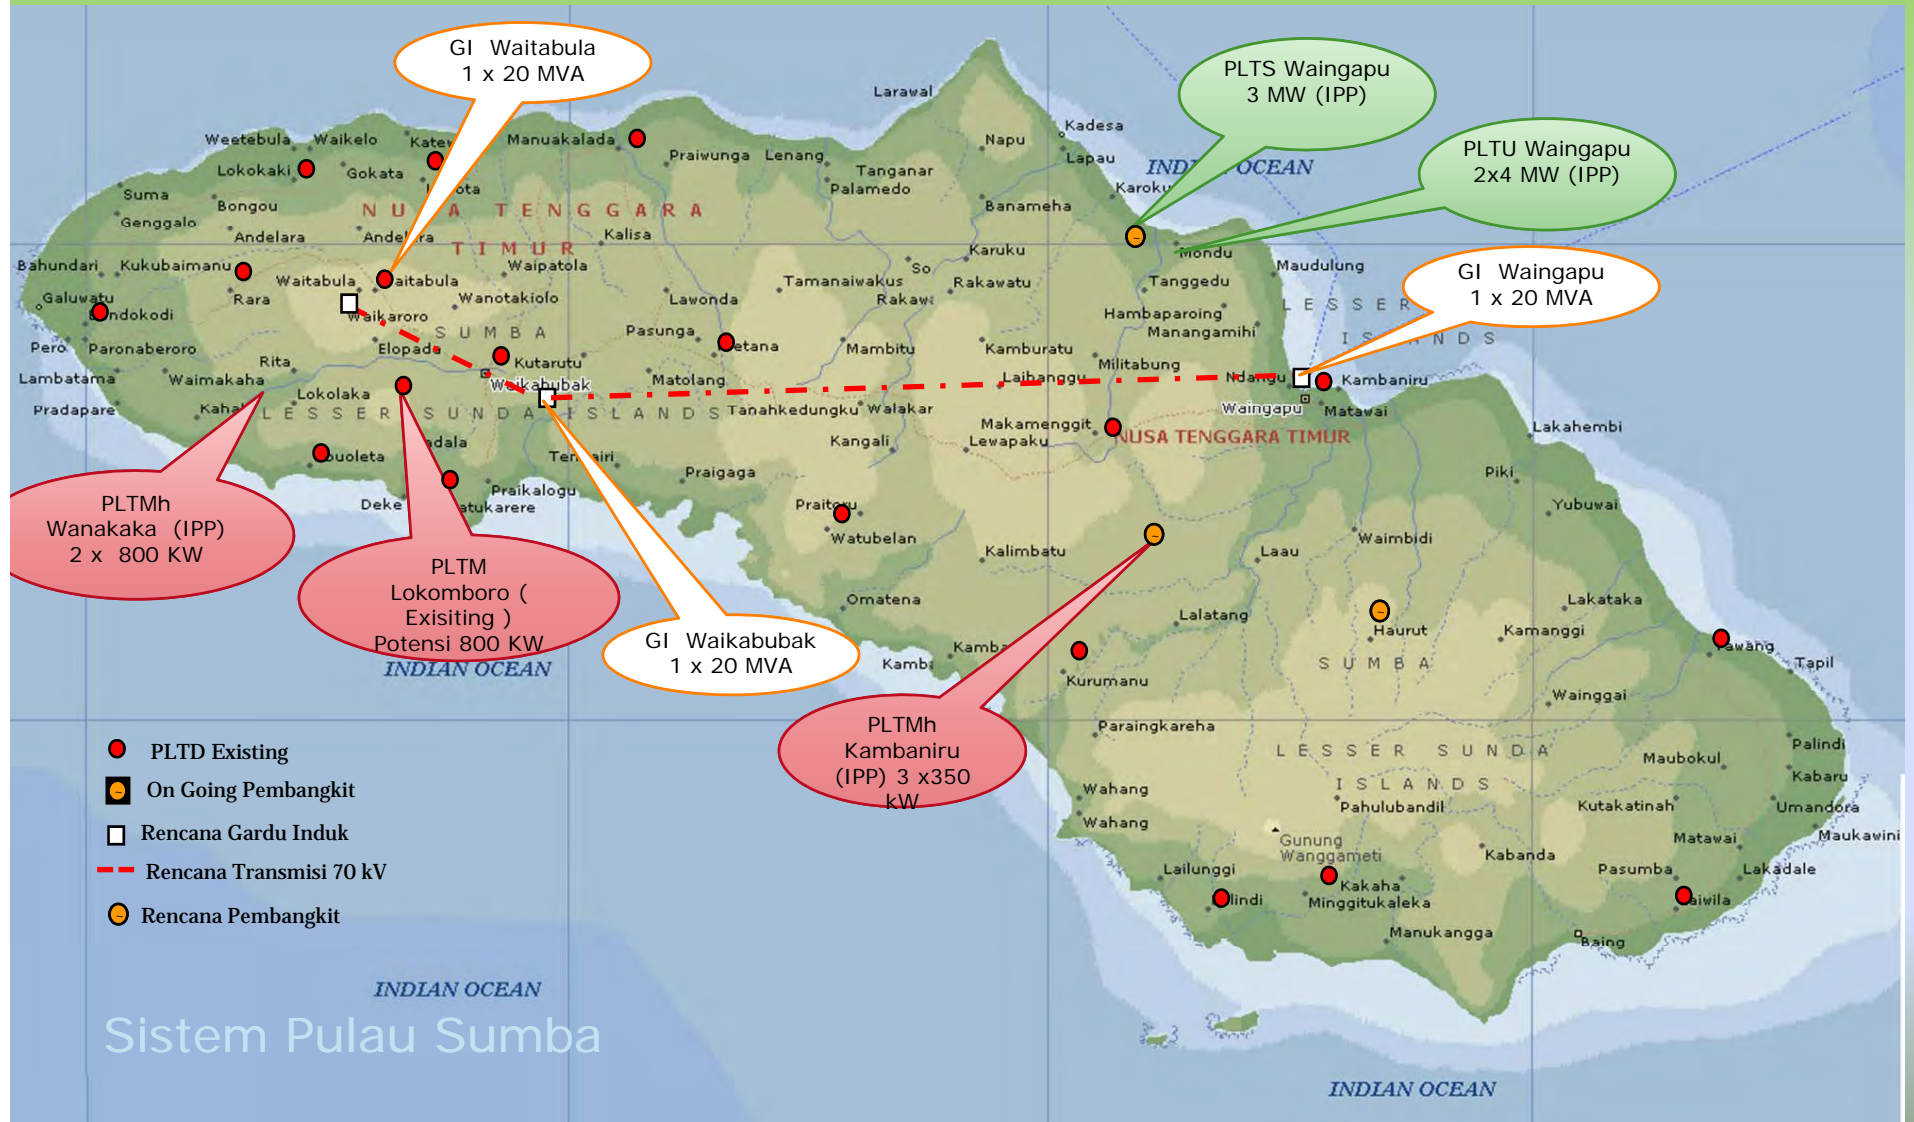 GI Waitabula
1 x 20 MVA
PLTS Waingapu
3 MW (IPP)
PLTU Waingapu
2x4 MW (IPP)
GI Waingapu
1 x 20 MVA
Larawal
Kadesa
Napu
Lapau
INDIAN OCEAN
Karoku
Weetebula
Waikelo
Manuakalada
Praiwunga
Lenang
Tanganar
Palamedo
Lokokaki
Gokata
Suma
Bongou
Genggalo
Andelara
NUSA TENGGARA
TIMUR
Kalisa
Banameha
Karuku
Mondu
Maudulung
Bahundari
Kukubaimanu
Waitabula
Waipatola
Tamanaiwakus
So
Rakawatu
Tanggedu
Galuwatu
Rara
Wanotakiolo
Lawonda
Hambaparoing
Manangamihi
LESSER
ISLANDS
Waikaroro
SUMBA
Pasunga
Pero
Paronaberoro
Elopada
Kutarutu
Mambitu
Kamburatu
Militabung
Rita
Lambatama
Waimakaha
Waikabubak
Matolang
Laihanggu
Ndangu
Kambaniru
Lokolaka
Pradapare
LESSER SUNDA ISLANDS
Tanahkedungku
Walakar
Waingapu
Matawai
Makamenggit
Kangali
Lewapaku
NUSA TENGGARA TIMUR
Lakahembi
Praigaga
Piki
Deke
Praikalogu
Yubuwai
Watubelan
Kalimbatu
Laau
Waimbidi
PLTMh
Wanakaka (IPP)
2 x 800 KW
PLTM
Lokomboro (
Exisiting )
Potensi 800 KW
GI Waikabubak
1 x 20 MVA
Omatena
Lalatang
Lakataka
Haurut
Kamanggi
INDIAN OCEAN
Kurumanu
SUMBA
Tapil
Wainggai
PLTMh
Kambaniru
(IPP) 3 x350
kW
Paraingkareha
LESSER SUNDA
ISLANDS
Maubokul
Palindi
Kabaru
Wahang
Pahulubandil
Kutakatinah
Umandora
Wahang
Gunung
Wanggameti
Matawai
Maukawini
Kabanda
Lailunggi
Pasumba
Lakadale
Kakaha
Minggitukaleka
Manukangga
Baing
PLTD Existing
On Going Pembangkit
Rencana Gardu Induk
Rencana Transmisi 70 kV
Rencana Pembangkit
INDIAN OCEAN
Sistem Pulau Sumba
INDIAN OCEAN